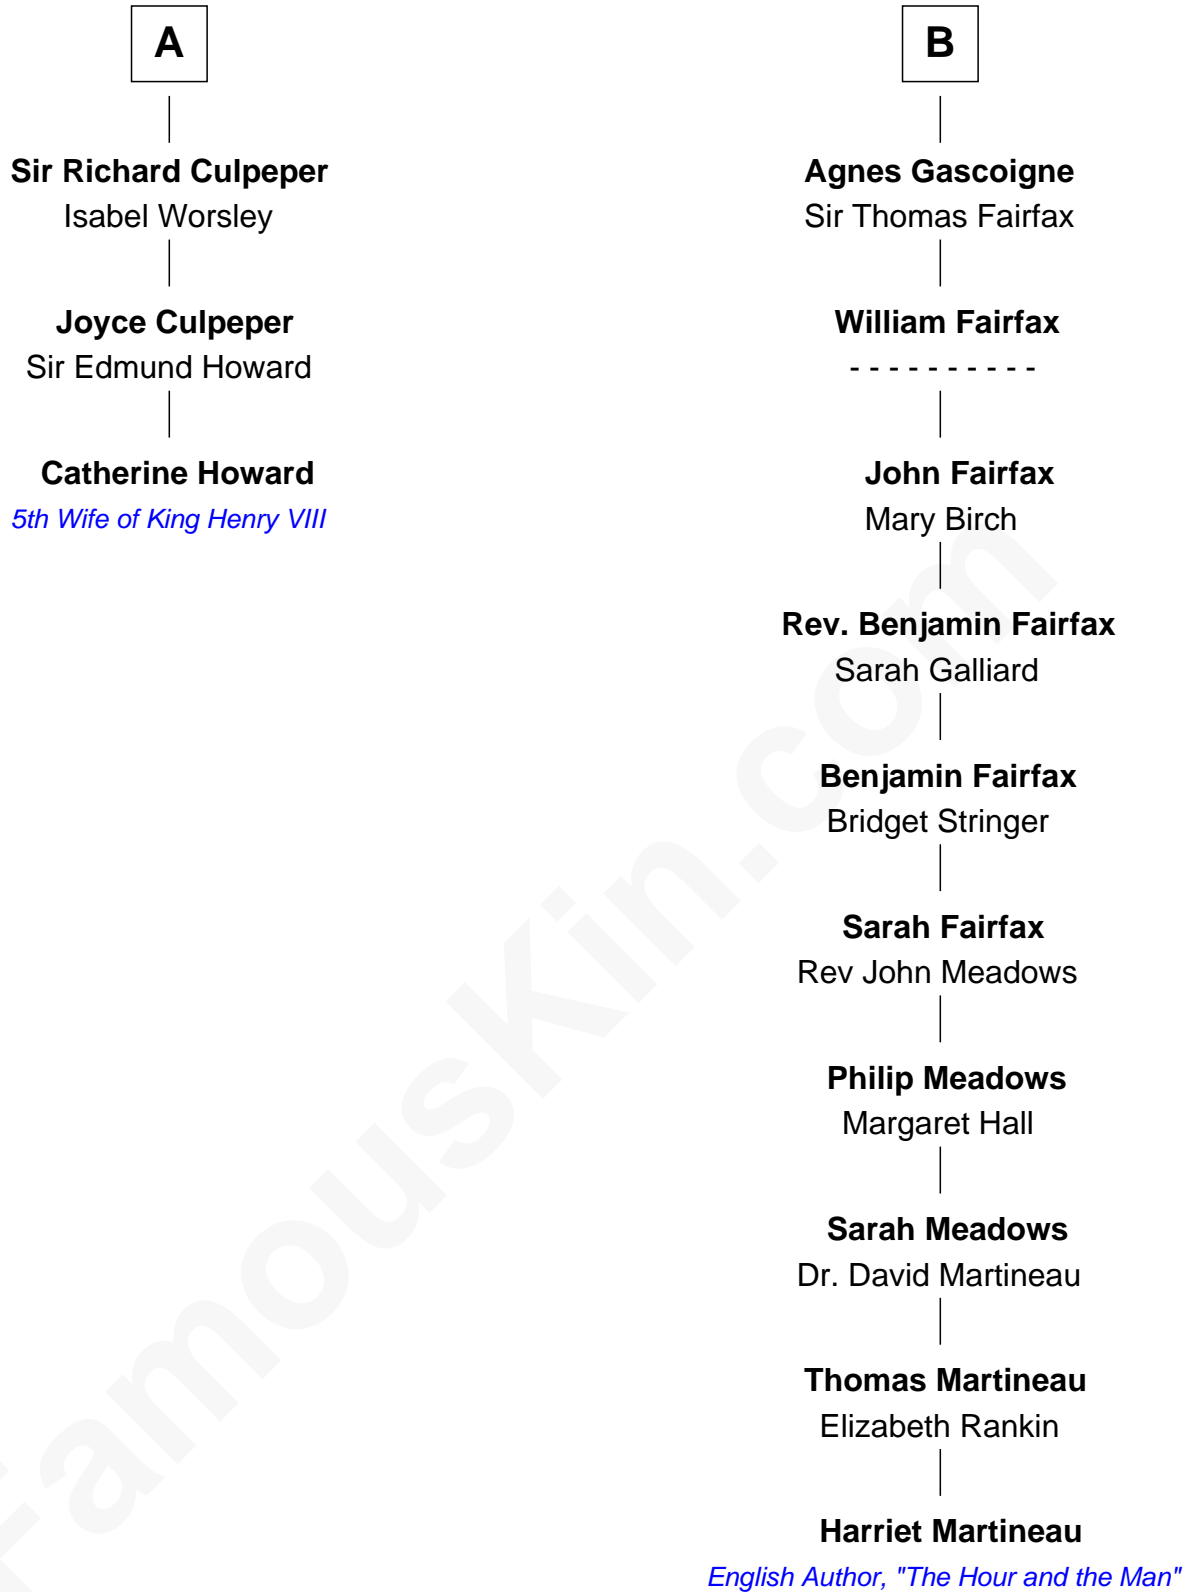 A
Sir Richard Culpeper
Isabel Worsley
Joyce Culpeper
Sir Edmund Howard
Catherine Howard
5th Wife of King Henry VIII
B
Agnes Gascoigne
Sir Thomas Fairfax
William Fairfax
- - - - - - - - - -
John Fairfax
Mary Birch
Rev. Benjamin Fairfax
Sarah Galliard
Benjamin Fairfax
Bridget Stringer
Sarah Fairfax
Rev John Meadows
Philip Meadows
Margaret Hall
Sarah Meadows
Dr. David Martineau
Thomas Martineau
Elizabeth Rankin
Harriet Martineau
English Author, "The Hour and the Man"
FamousKin.com